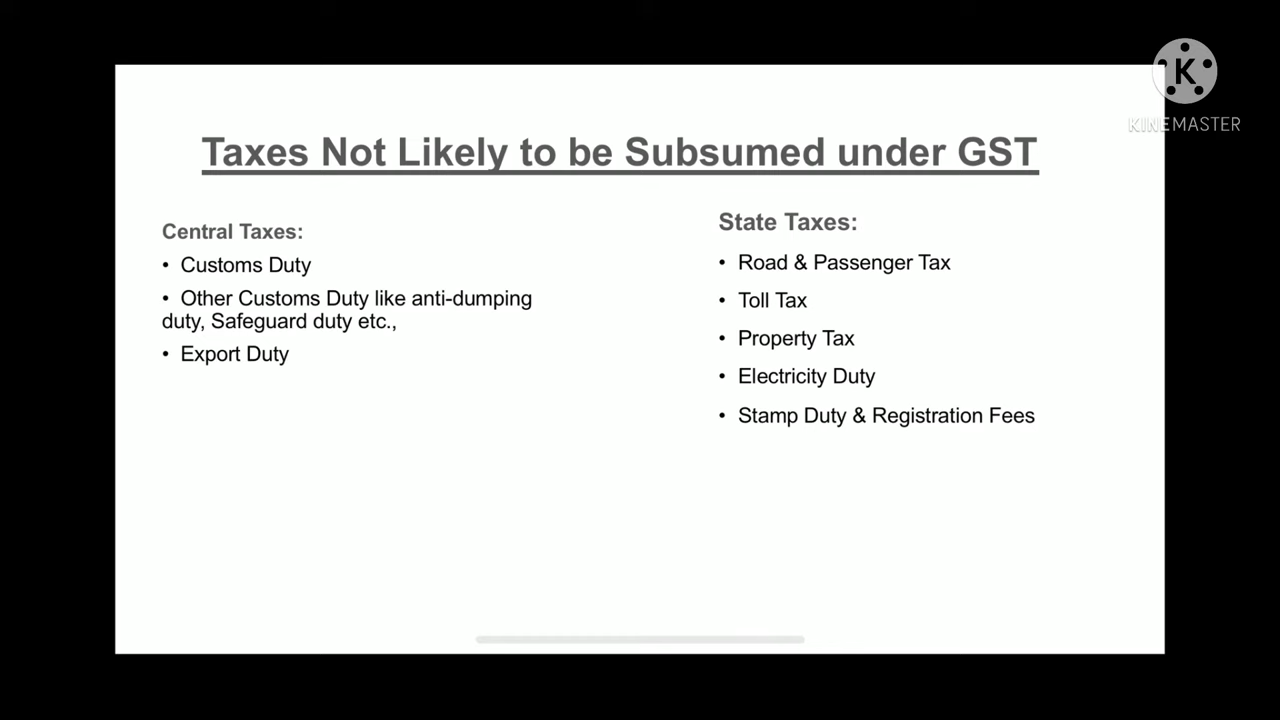 K
KINEMASTER
Taxes Not Likely to be Subsumed under GST
Central Taxes:
• Customs Duty
• Other Customs Duty like anti-dumping
duty, Safeguard duty etc.,
• Export Duty
State Taxes:
• Road & Passenger Tax
• Toll Tax
• Property Tax
• Electricity Duty
• Stamp Duty & Registration Fees